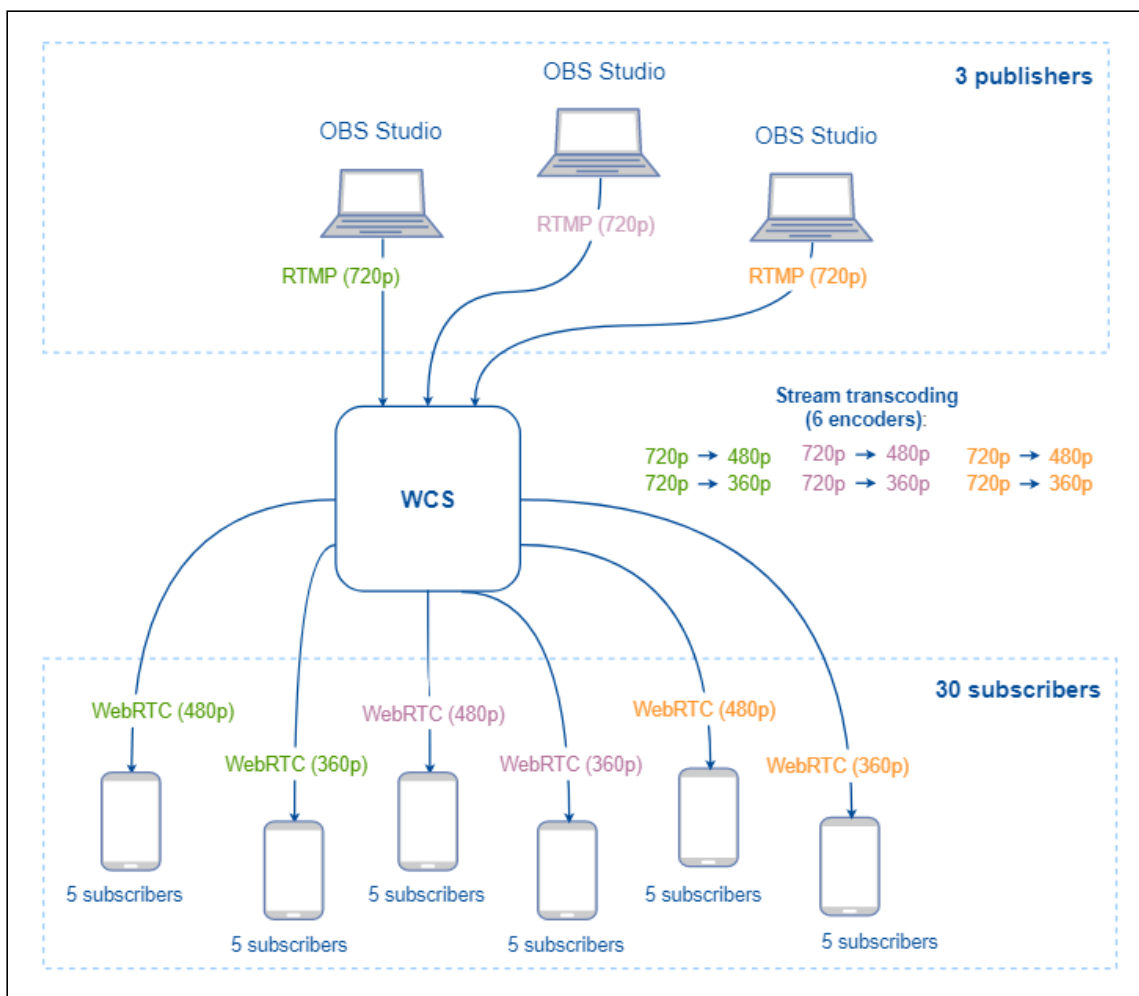 OBS Studio
3 publishers
OBS Studio
OBS Studio
RTMP (720p)
RTMP (720p)
RTMP (720p)
Stream transcoding
(6 encoders):
720p → 480p
720p → 480p
720p → 480p
720p → 360p
720p → 360p
720p → 360p
WCS
30 subscribers
WebRTC (480p)
WebRTC (480p)
WebRTC (480p)
WebRTC (360p)
WebRTC (360p)
WebRTC (360p)
5 subscribers
5 subscribers
5 subscribers
5 subscribers
5 subscribers
5 subscribers